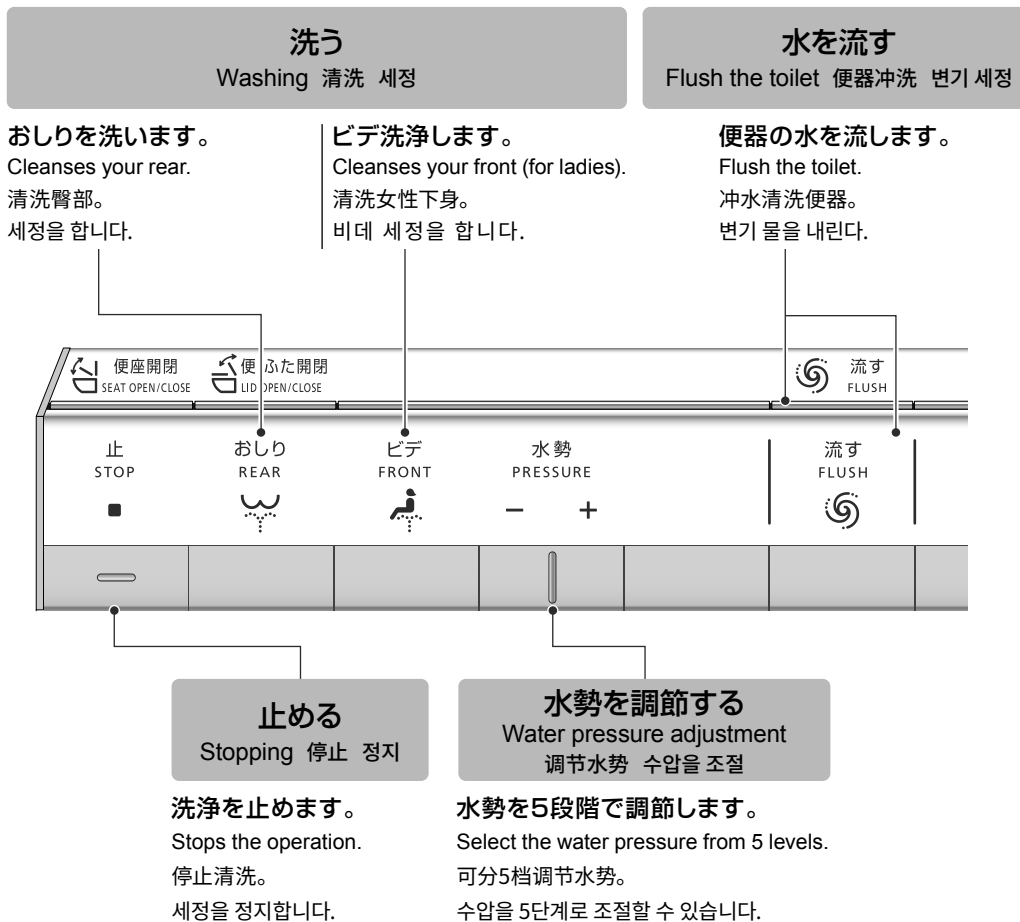 洗う
Washing 清洗 세정
水を流す
Flush the toilet 便器冲洗 변기 세정
おしりを洗います。
Cleanses your rear.
清洗臀部。
세정을 합니다.
ビデ洗浄します。
Cleanses your front (for ladies).
清洗女性下身。
비데 세정을 합니다.
便器の水を流します。
Flush the toilet.
冲水清洗便器。
변기 물을 내린다.
便座開閉
SEAT OPEN/CLOSE
便ふた開閉
LID OPEN/CLOSE
流す
FLUSH
止
STOP
おしり
REAR
ビデ
FRONT
水勢
PRESSURE
− +
流す
FLUSH
止める
Stopping 停止 정지
水勢を調節する
Water pressure adjustment
调节水势 수압을 조절
洗浄を止めます。
Stops the operation.
停止清洗。
세정을 정지합니다.
水勢を5段階で調節します。
Select the water pressure from 5 levels.
可分5档调节水势。
수압을 5단계로 조절할 수 있습니다.